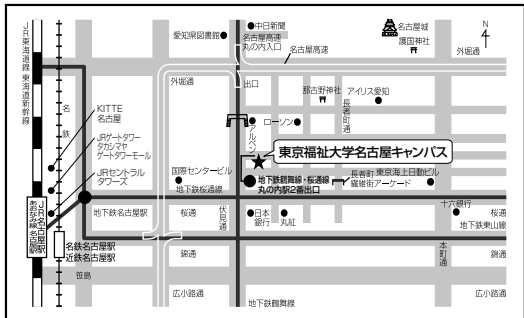 JR東海道線 東海道新幹線
名鉄
愛知県図書館
中日新聞
名古屋高速
丸の内入口
名古屋高速
名古屋城
護国神社
N
外堀通
外堀通
出口
那古野神社
アイリス愛知
長者町通
KITTE
名古屋
アルペン
ローソン
JRゲートタワー
タカシマヤ
ゲートタワーモール
東京福祉大学名古屋キャンパス
JRセントラル
タワーズ
国際センタービル
地下鉄桜通線
地下鉄鶴舞線・桜通線
丸の内駅2番出口
長者町
繊維街アーケード
東京海上日動ビル
JR名古屋駅
あおなみ線 名古屋駅
地下鉄名古屋駅
桜通
伏見通
日本
銀行
丸紅
十六銀行
桜通
地下鉄東山線
名鉄名古屋駅
近鉄名古屋駅
錦通
本町通
錦通
笹島
広小路通
地下鉄鶴舞線
広小路通